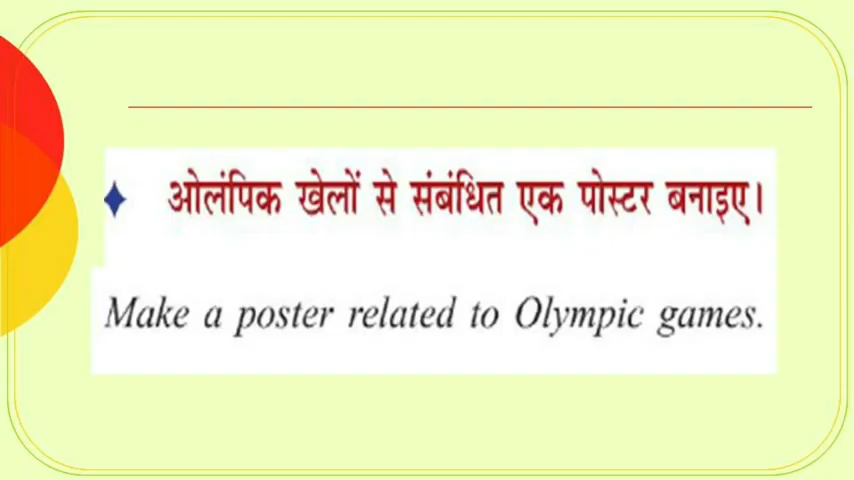 ओलंपिक खेलों से संबंधित एक पोस्टर बनाइए।
Make a poster related to Olympic games.